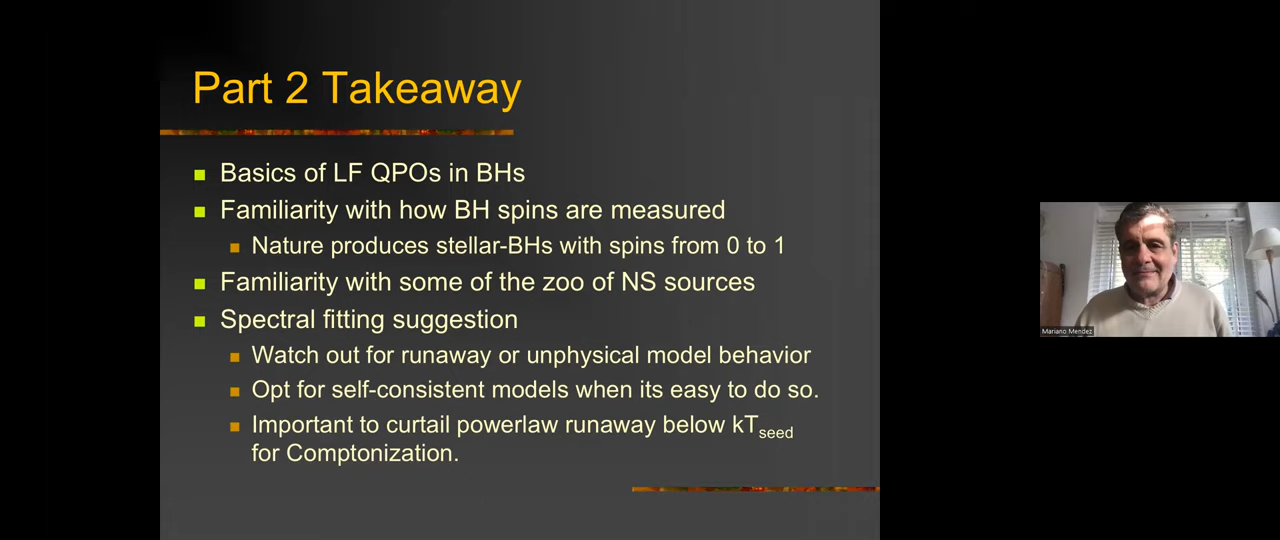 Part 2 Takeaway
Basics of LF QPOs in BHs
Familiarity with how BH spins are measured
Nature produces stellar-BHs with spins from 0 to 1
Familiarity with some of the zoo of NS sources
Spectral fitting suggestion
Watch out for runaway or unphysical model behavior
Opt for self-consistent models when its easy to do so.
Important to curtail powerlaw runaway below kTseed
for Comptonization.
Mariano Mendez